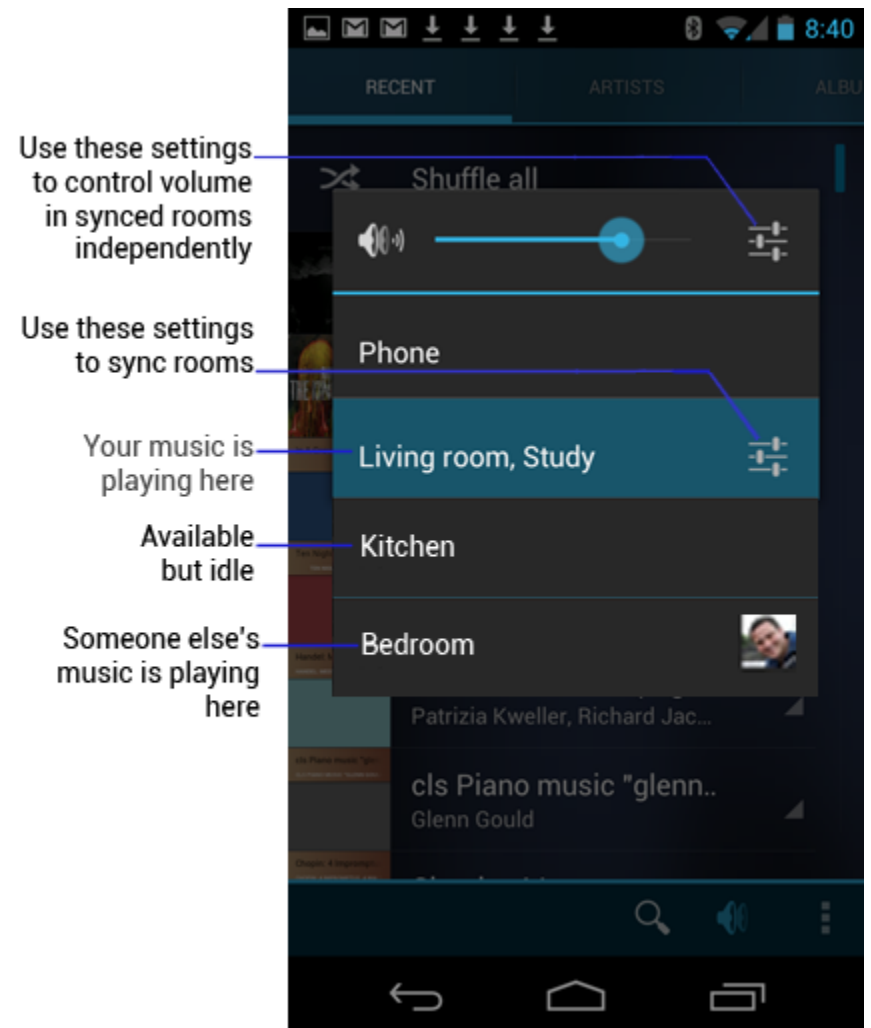 8:40
RECENT ARTISTS ALBU
Use these settings
to control volume
in synced rooms
independently
Shuffle all
Use these settings
to sync rooms
Phone
Your music is
playing here
Living room, Study
Available
but idle
Kitchen
Someone else's
music is playing
here
Bedroom
Patrizia Kweller, Richard Jac...
cls Piano music "glenn..
Glenn Gould